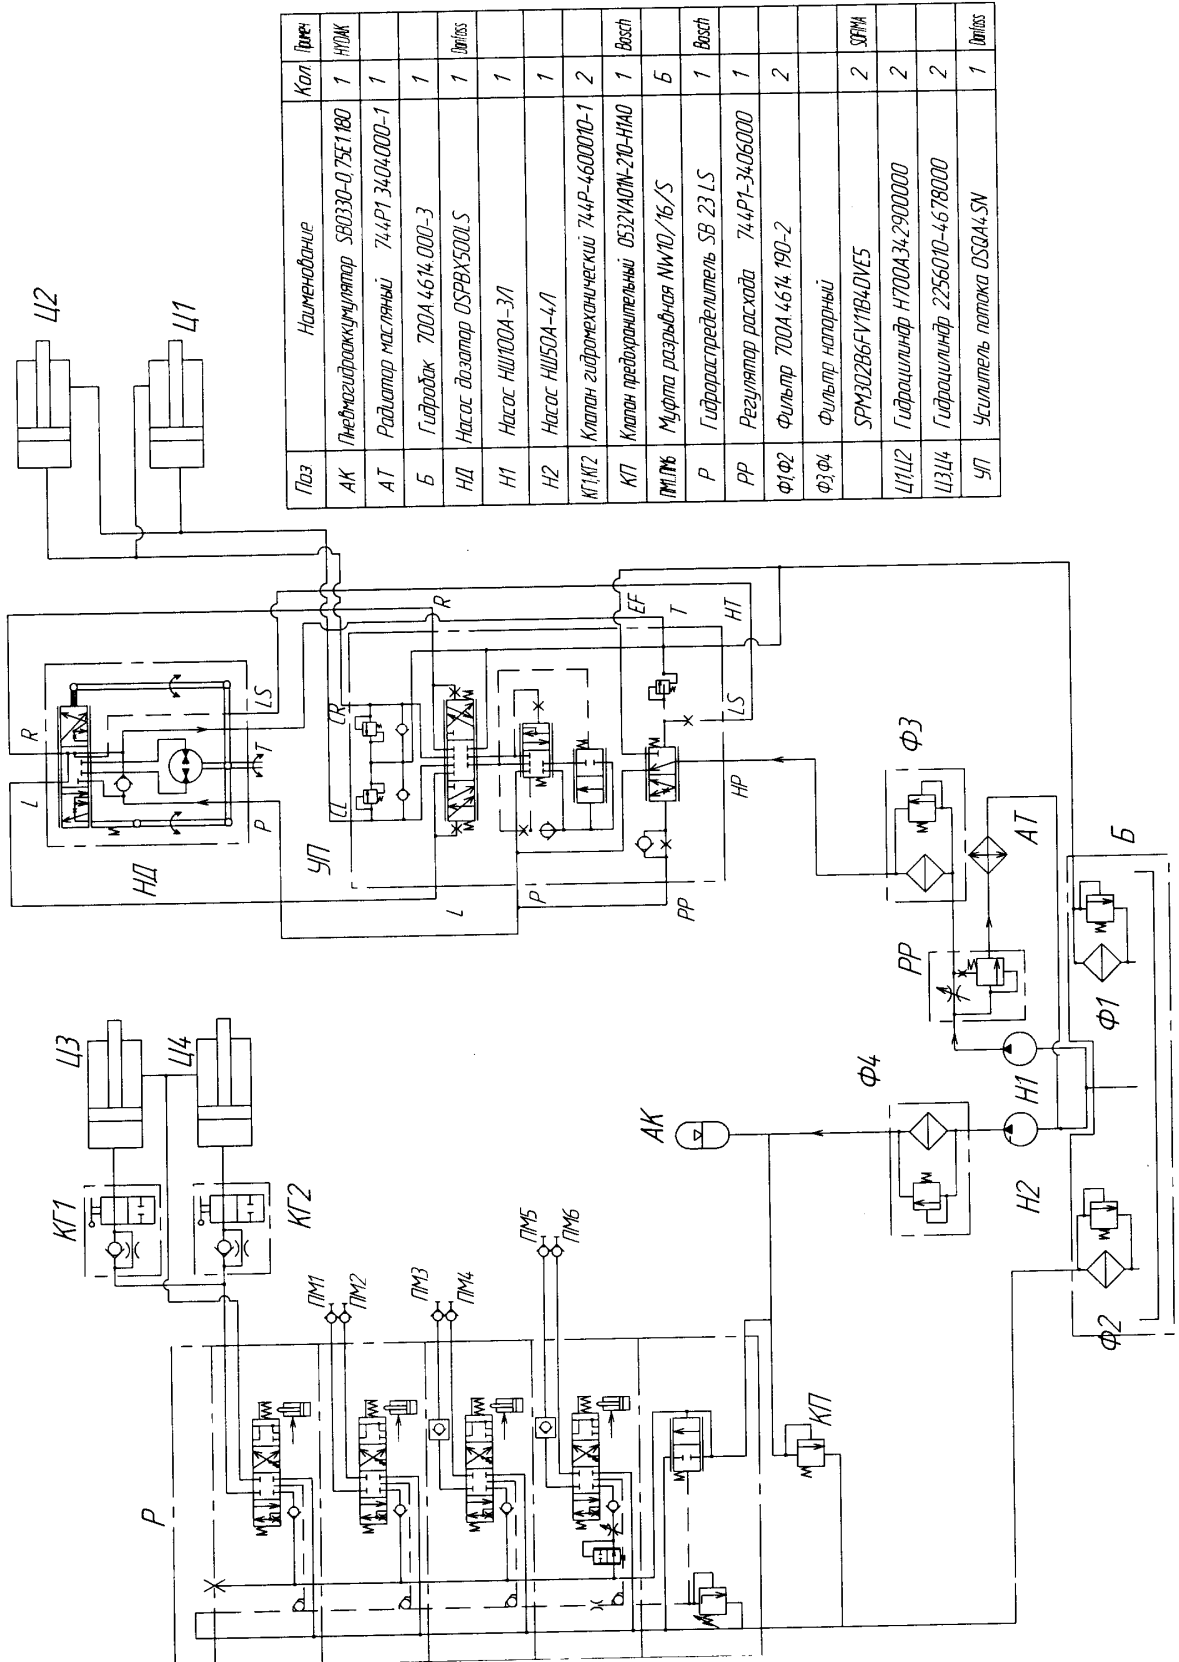 Поз. Наименование Кол. Примеч
АК Пневмогидроаккумулятор SB0330-0,75E1.180 1 HYDAK
АТ Радиатор масляный 744Р1 3404000-1 1
Б Гидробак 700А.4614.000-3 1
НД Насос дозатор OSPBX500LS 1 Danfoss
Н1 Насос НШ100А-3Л 1
Н2 Насос НШ50А-4Л 1
КГ1,КГ2 Клапан гидромеханический 744Р-4600010-1 2
КП Клапан предохранительный 0532VA01N-210-H1A0 1 Bosch
ПМ1..ПМ6 Муфта разрывная NW10/16/S Б
Р Гидрораспределитель SB 23 LS 1 Bosch
РР Регулятор расхода 744Р1-3406000 1
Ф1,Ф2 Фильтр 700А.4614.190-2 2
Ф3,Ф4 Фильтр напорный
SPM302B6FV11B4DVE5 2 SOFIMA
Ц1,Ц2 Гидроцилиндр Н700А342900000 2
Ц3,Ц4 Гидроцилиндр 2256010-4678000 2
УП Усилитель потока OSQA4SN 1 Danfoss
Ц2
Ц1
R
L
LS
T
P
НД
УП
CR
CL
R
EF
T
HT
LS
HP
L
P
PP
Ц3
Ц4
КГ1
КГ2
ПМ1
ПМ2
ПМ3
ПМ4
ПМ5
ПМ6
Р
АК
Ф4
Ф3
РР
АТ
Н1
Н2
КП
Б
Ф1
Ф2